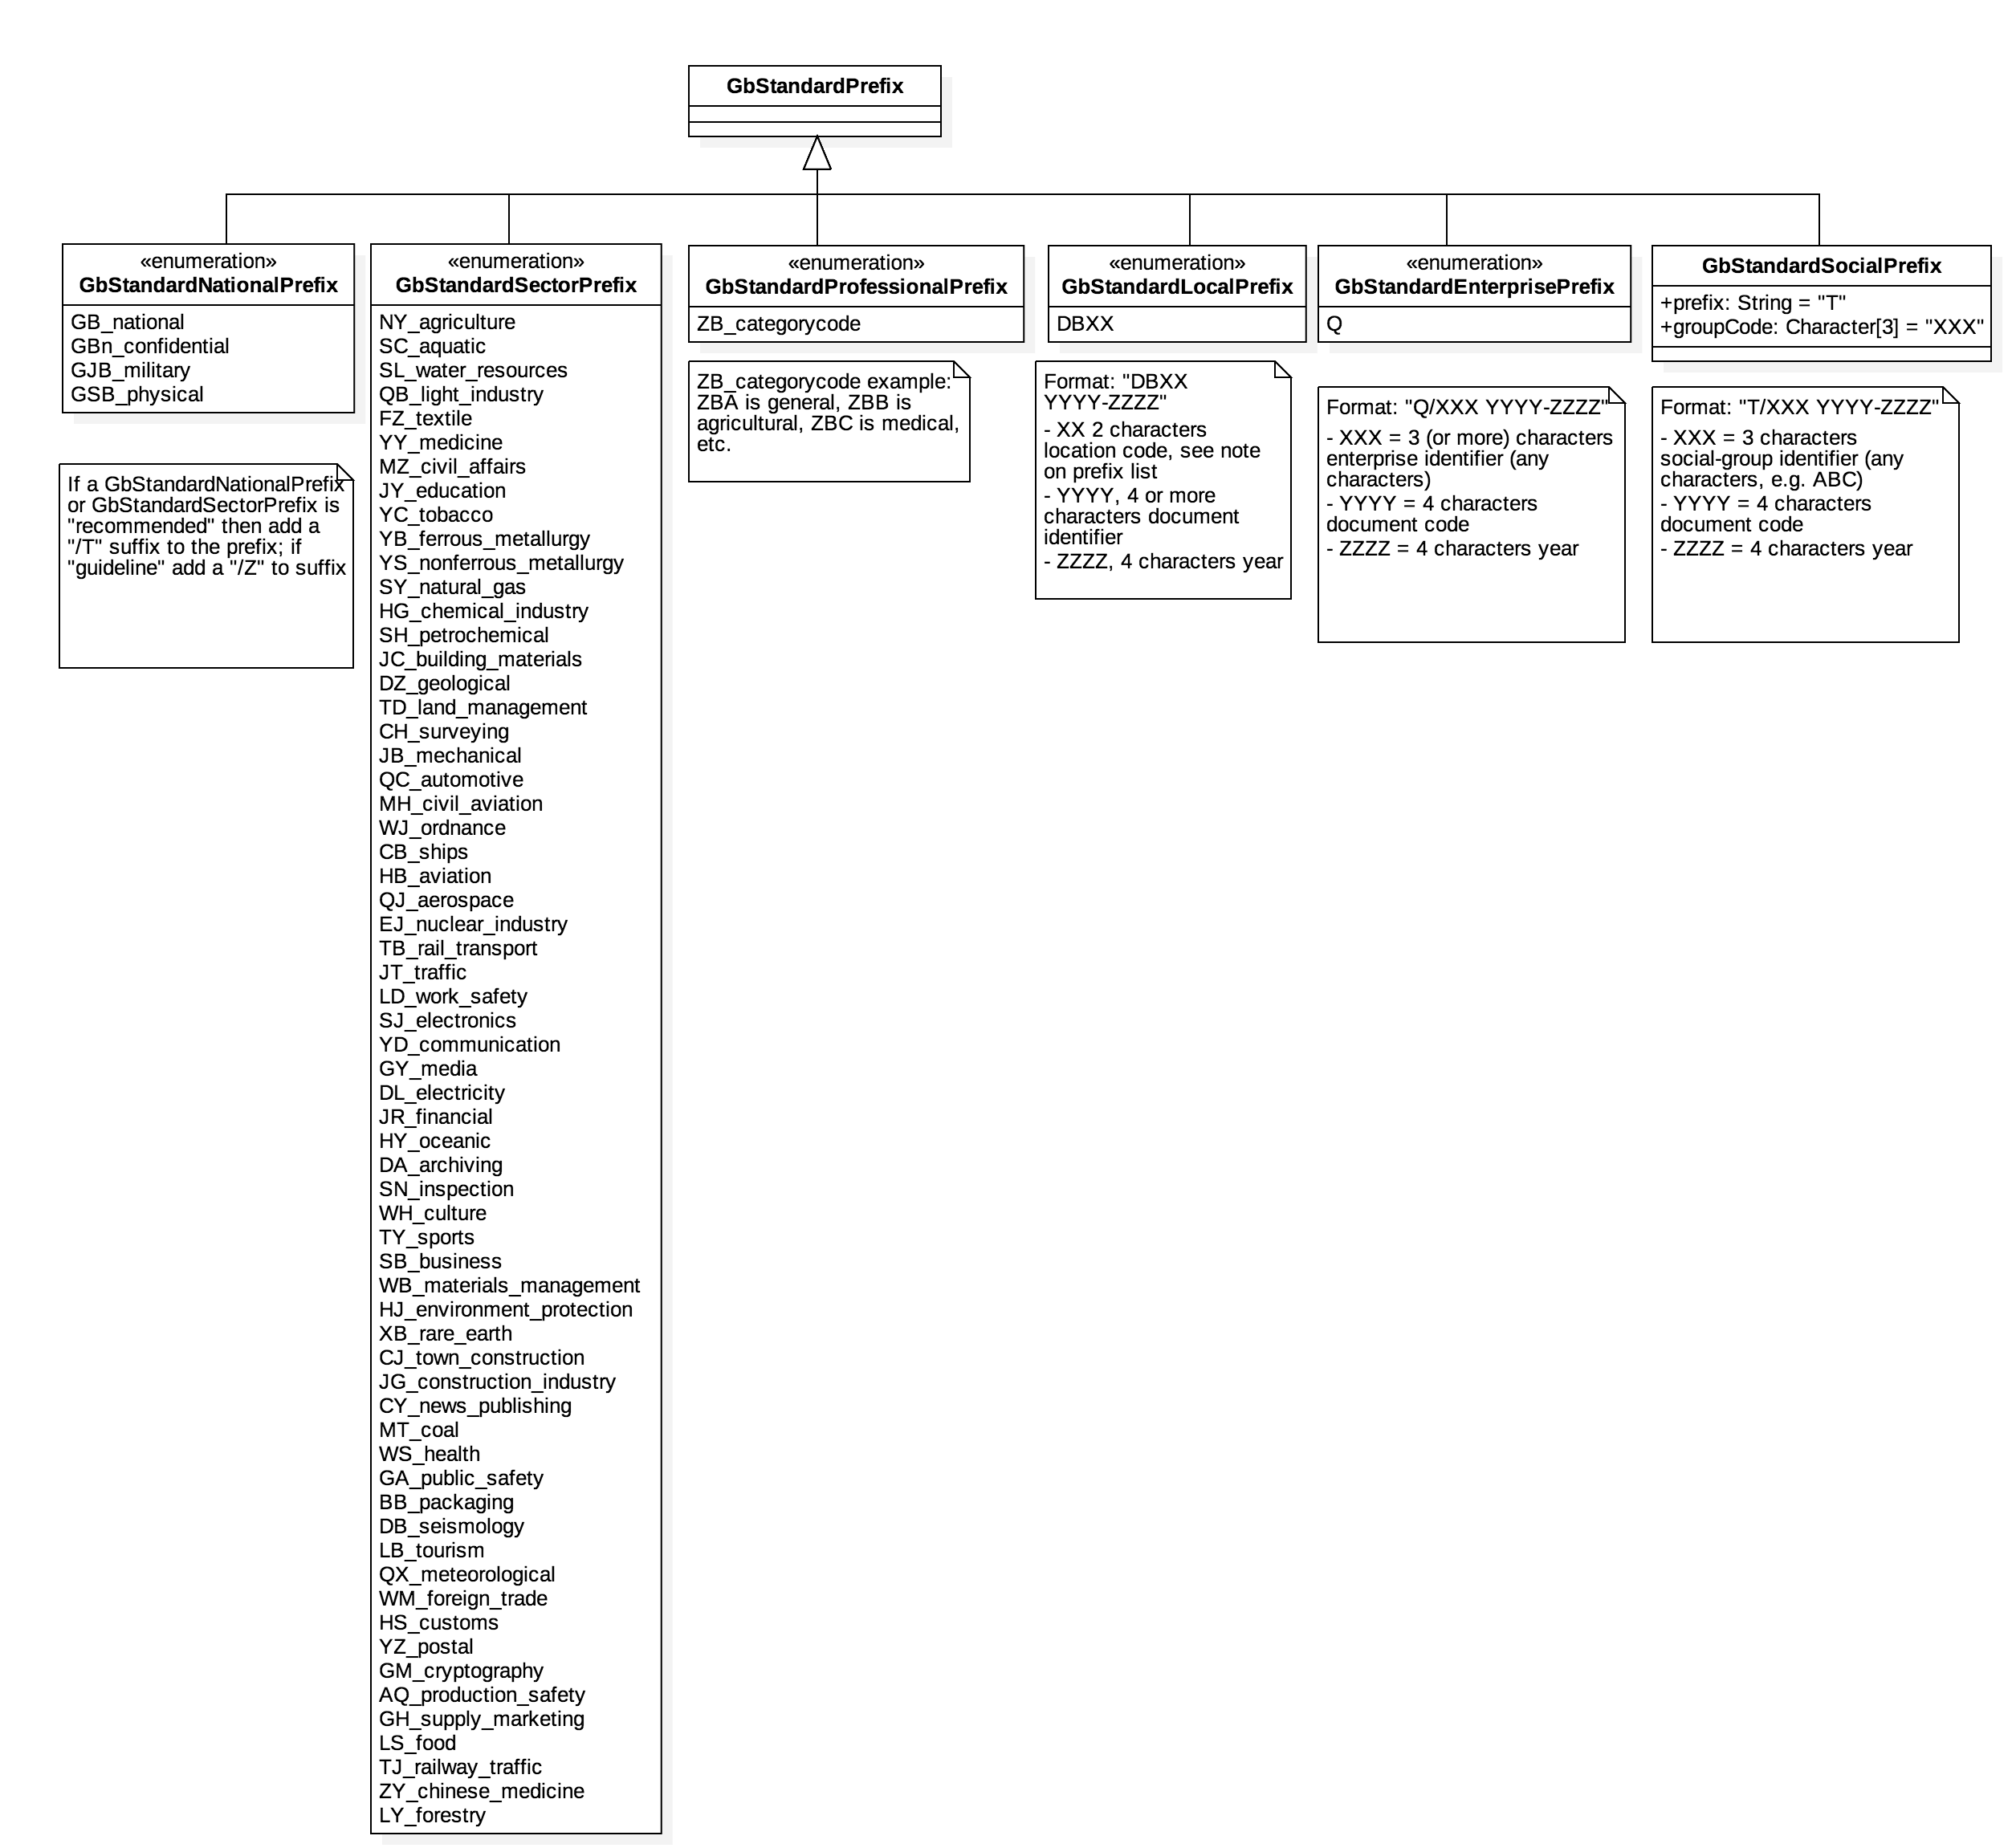 GbStandardPrefix
«enumeration»
GbStandardNationalPrefix
GB_national
GBn_confidential
GJB_military
GSB_physical
If a GbStandardNationalPrefix
or GbStandardSectorPrefix is
"recommended" then add a
"/T" suffix to the prefix; if
"guideline" add a "/Z" to suffix
«enumeration»
GbStandardSectorPrefix
NY_agriculture
SC_aquatic
SL_water_resources
QB_light_industry
FZ_textile
YY_medicine
MZ_civil_affairs
JY_education
YC_tobacco
YB_ferrous_metallurgy
YS_nonferrous_metallurgy
SY_natural_gas
HG_chemical_industry
SH_petrochemical
JC_building_materials
DZ_geological
TD_land_management
CH_surveying
JB_mechanical
QC_automotive
MH_civil_aviation
WJ_ordnance
CB_ships
HB_aviation
QJ_aerospace
EJ_nuclear_industry
TB_rail_transport
JT_traffic
LD_work_safety
SJ_electronics
YD_communication
GY_media
DL_electricity
JR_financial
HY_oceanic
DA_archiving
SN_inspection
WH_culture
TY_sports
SB_business
WB_materials_management
HJ_environment_protection
XB_rare_earth
CJ_town_construction
JG_construction_industry
CY_news_publishing
MT_coal
WS_health
GA_public_safety
BB_packaging
DB_seismology
LB_tourism
QX_meteorological
WM_foreign_trade
HS_customs
YZ_postal
GM_cryptography
AQ_production_safety
GH_supply_marketing
LS_food
TJ_railway_traffic
ZY_chinese_medicine
LY_forestry
«enumeration»
GbStandardProfessionalPrefix
ZB_categorycode
ZB_categorycode example:
ZBA is general, ZBB is
agricultural, ZBC is medical,
etc.
«enumeration»
GbStandardLocalPrefix
DBXX
Format: "DBXX
YYYY-ZZZZ"
- XX 2 characters
location code, see note
on prefix list
- YYYY, 4 or more
characters document
identifier
- ZZZZ, 4 characters year
«enumeration»
GbStandardEnterprisePrefix
Q
Format: "Q/XXX YYYY-ZZZZ"
- XXX = 3 (or more) characters
enterprise identifier (any
characters)
- YYYY = 4 characters
document code
- ZZZZ = 4 characters year
GbStandardSocialPrefix
+prefix: String = "T"
+groupCode: Character[3] = "XXX"
Format: "T/XXX YYYY-ZZZZ"
- XXX = 3 characters
social-group identifier (any
characters, e.g. ABC)
- YYYY = 4 characters
document code
- ZZZZ = 4 characters year